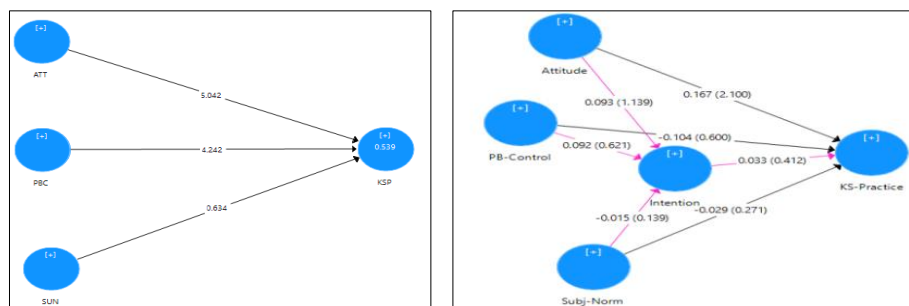 [+]
ATT
5.042
[+]
PBC
4.242
[+]
0.539
KSP
0.634
[+]
SUN
[+]
Attitude
0.167 (2.100)
0.093 (1.139)
[+]
PB-Control
-0.104 (0.600)
0.092 (0.621)
[+]
Intention
0.033 (0.412)
[+]
KS-Practice
-0.015 (0.139)
-0.029 (0.271)
[+]
Subj-Norm